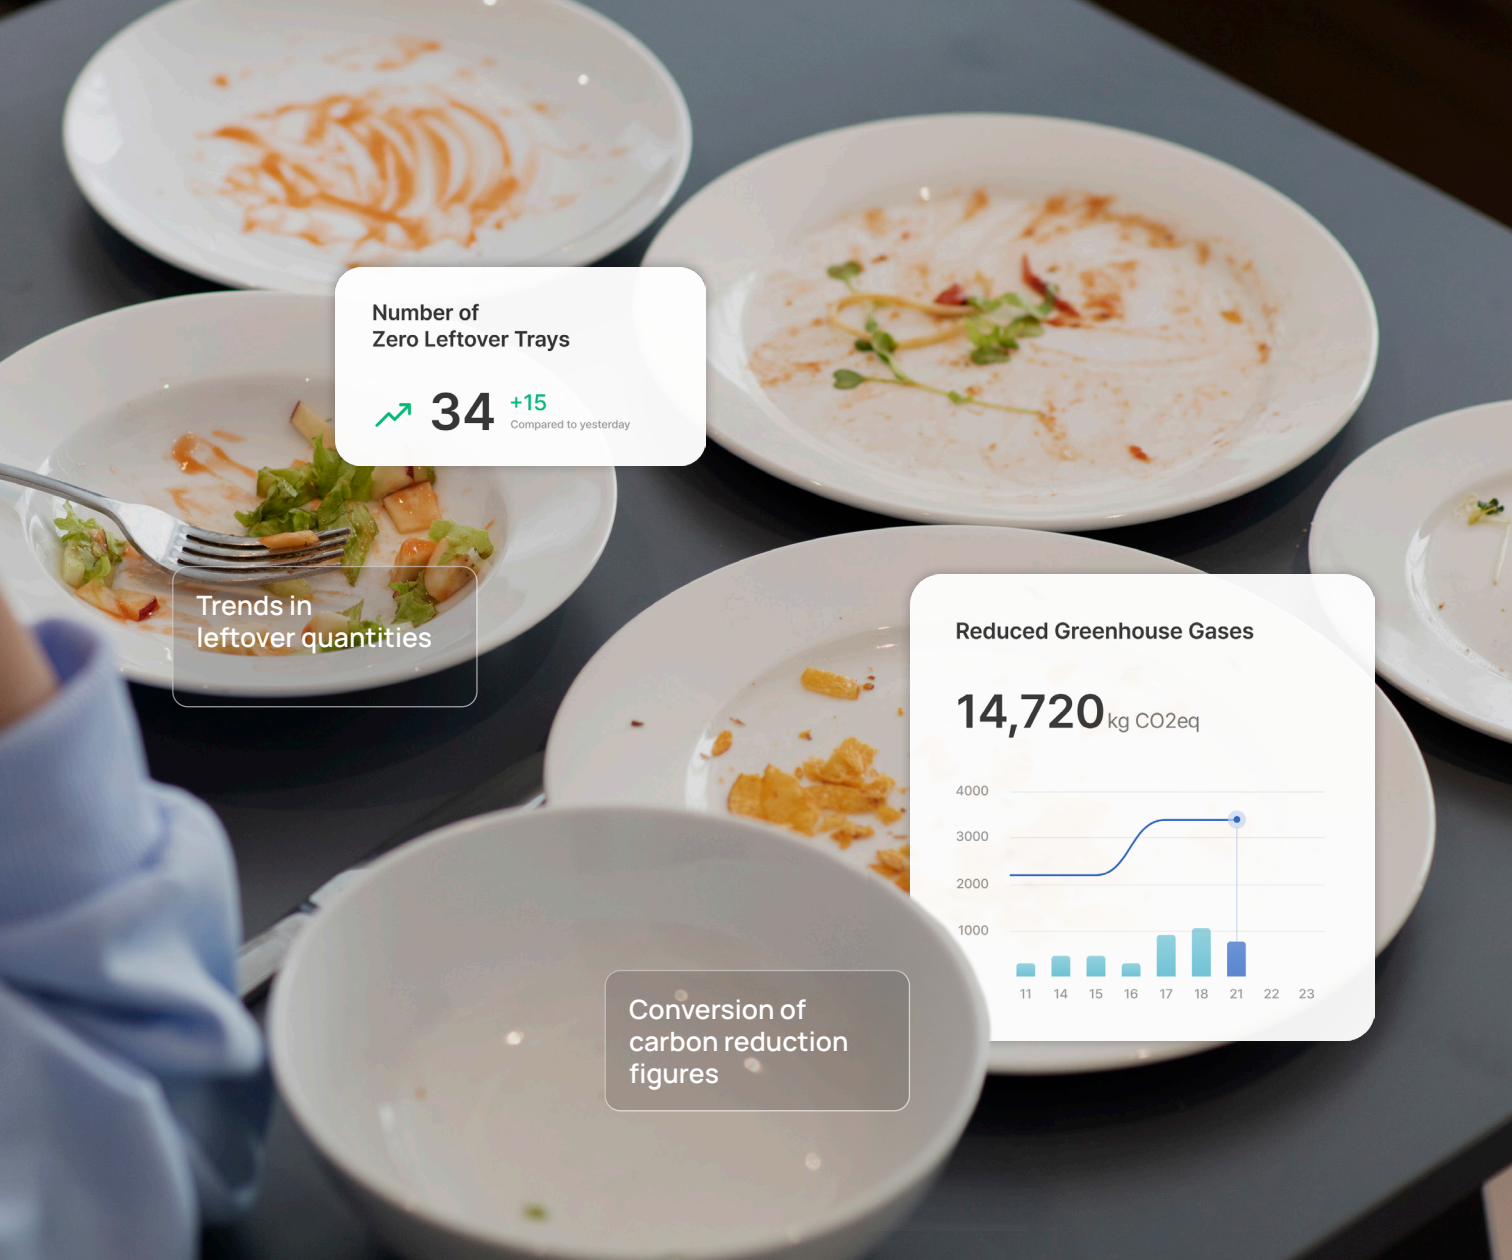 Number of
Zero Leftover Trays
34
+15
Compared to yesterday
Trends in
leftover quantities
Reduced Greenhouse Gases
14,720 kg CO2eq
4000
3000
2000
1000
11 14 15 16 17 18 21 22 23
Conversion of
carbon reduction
figures